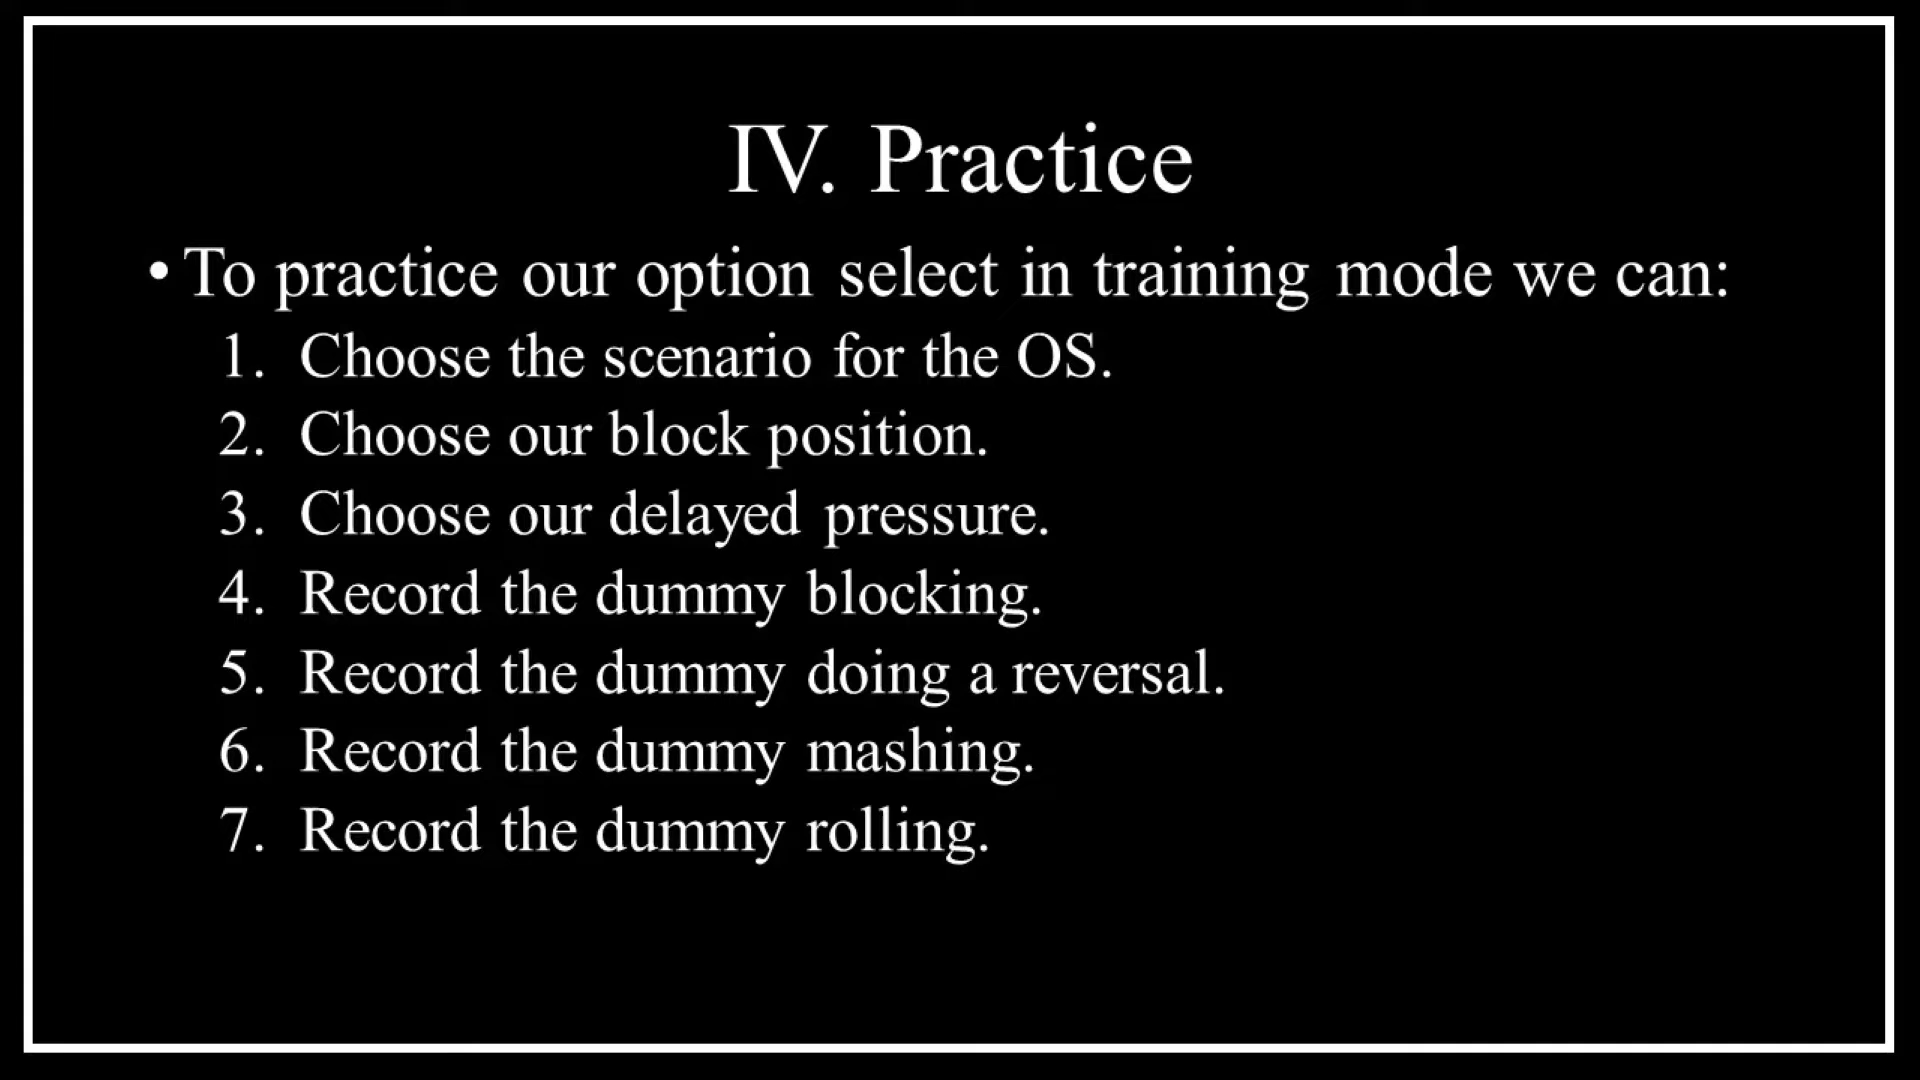 IV. Practice
• To practice our option select in training mode we can:
1. Choose the scenario for the OS.
2. Choose our block position.
3. Choose our delayed pressure.
4. Record the dummy blocking.
5. Record the dummy doing a reversal.
6. Record the dummy mashing.
7. Record the dummy rolling.